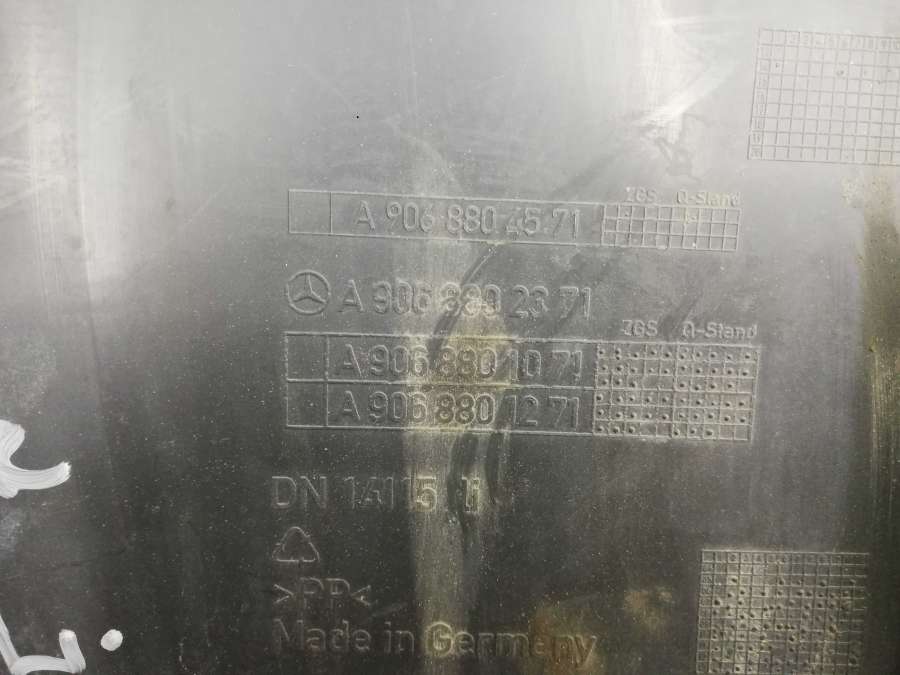 ZGS Q-Stand
A 906 880 45 71
A 906 880 23 71
ZGS Q-Stand
A 906 880 10 71
A 906 880 12 71
DN 14115 li
>PP<
Made in Germany